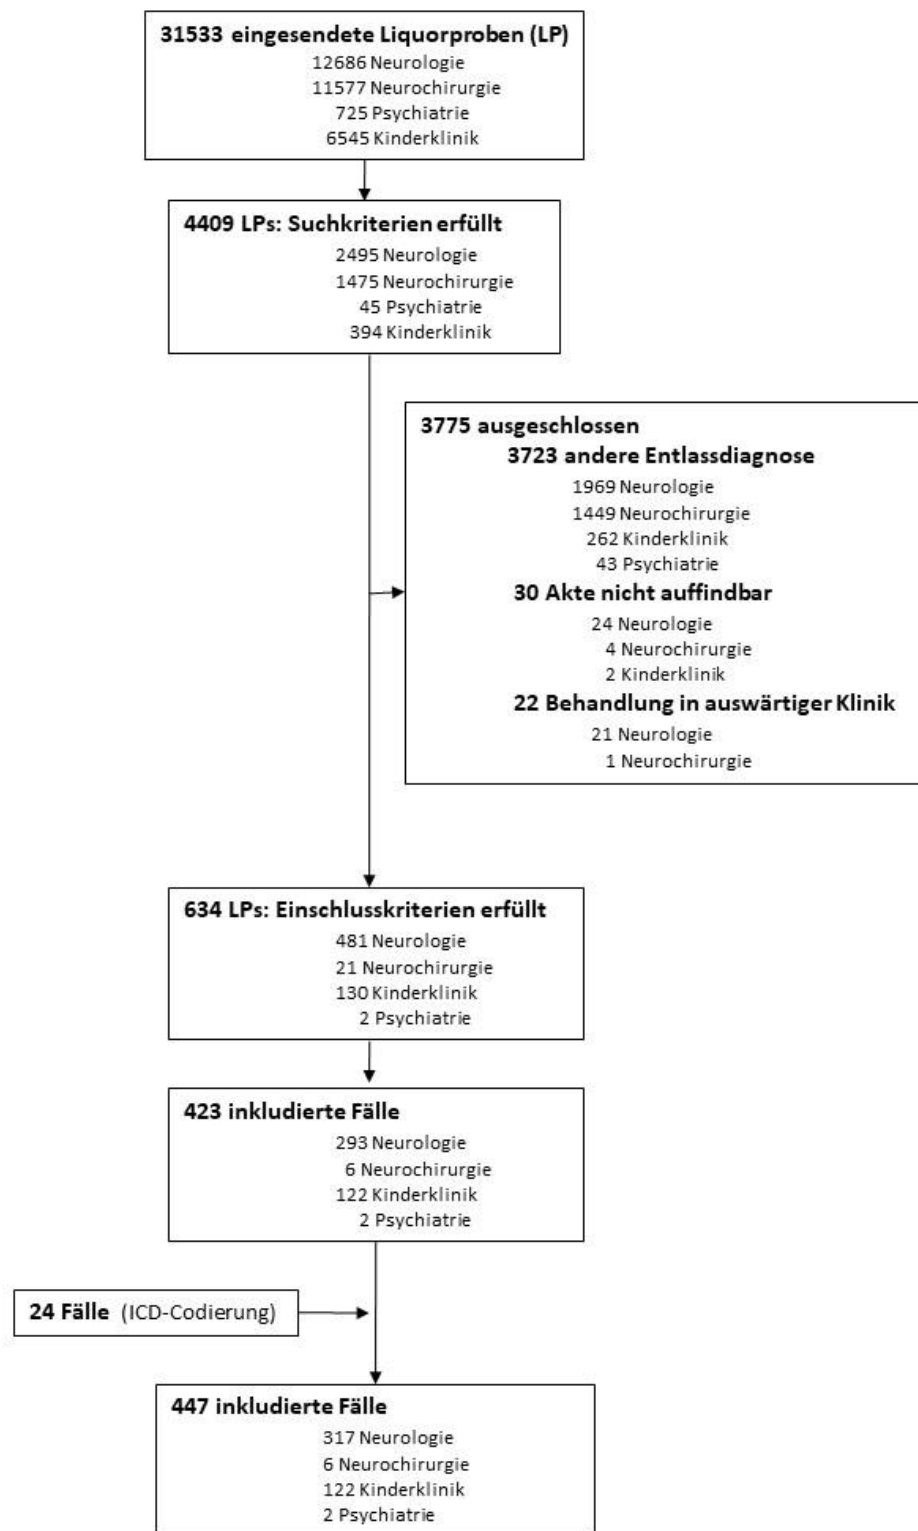 31533 eingesendete Liquorproben (LP)
12686 Neurologie
11577 Neurochirurgie
725 Psychiatrie
6545 Kinderklinik
4409 LPs: Suchkriterien erfüllt
2495 Neurologie
1475 Neurochirurgie
45 Psychiatrie
394 Kinderklinik
3775 ausgeschlossen
3723 andere Entlassdiagnose
1969 Neurologie
1449 Neurochirurgie
262 Kinderklinik
43 Psychiatrie
30 Akte nicht auffindbar
24 Neurologie
4 Neurochirurgie
2 Kinderklinik
22 Behandlung in auswärtiger Klinik
21 Neurologie
1 Neurochirurgie
634 LPs: Einschlusskriterien erfüllt
481 Neurologie
21 Neurochirurgie
130 Kinderklinik
2 Psychiatrie
423 inkludierte Fälle
293 Neurologie
6 Neurochirurgie
122 Kinderklinik
2 Psychiatrie
24 Fälle (ICD-Codierung)
447 inkludierte Fälle
317 Neurologie
6 Neurochirurgie
122 Kinderklinik
2 Psychiatrie